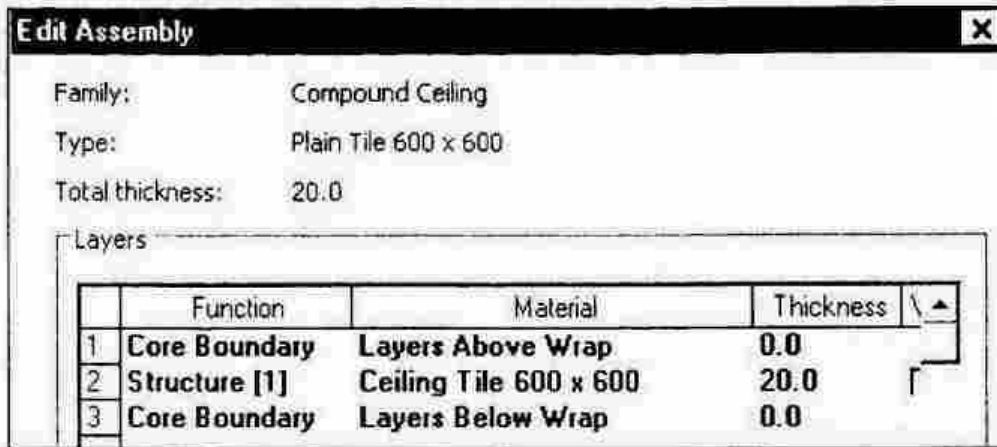 Edit Assembly
Family: Compound Ceiling
Type: Plain Tile 600 x 600
Total thickness: 20.0
Layers
Function Material Thickness
1 Core Boundary Layers Above Wrap 0.0
2 Structure [1] Ceiling Tile 600 x 600 20.0
3 Core Boundary Layers Below Wrap 0.0